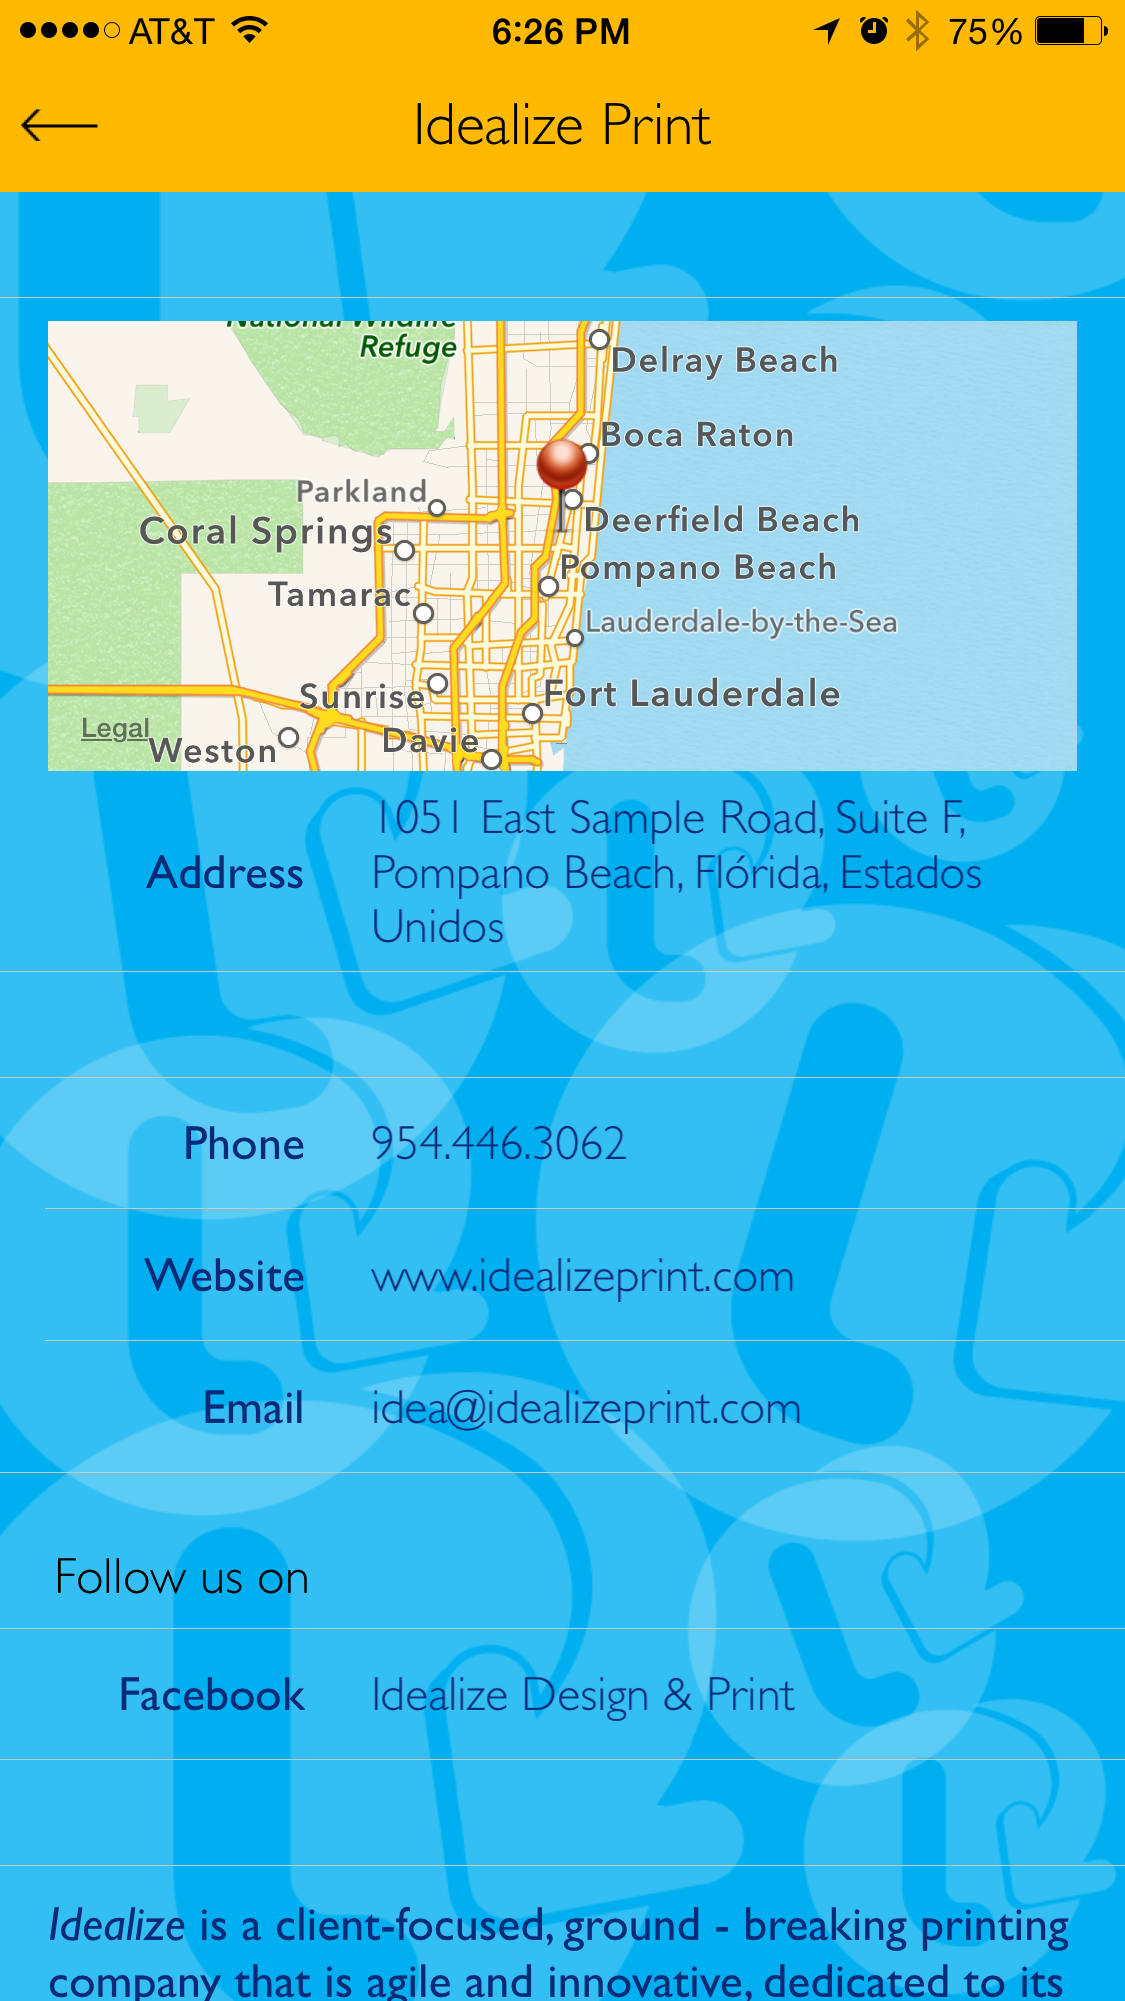 AT&T 6:26 PM 75%
Idealize Print
National Wildlife
Refuge
Delray Beach
Boca Raton
Parkland
Coral Springs
Deerfield Beach
Pompano Beach
Tamarac
Lauderdale-by-the-Sea
Sunrise
Fort Lauderdale
Legal
Weston
Davie
Address
1051 East Sample Road, Suite F,
Pompano Beach, Flórida, Estados
Unidos
Phone 954.446.3062
Website www.idealizeprint.com
Email idea@idealizeprint.com
Follow us on
Facebook Idealize Design & Print
Idealize is a client-focused, ground - breaking printing
company that is agile and innovative, dedicated to its